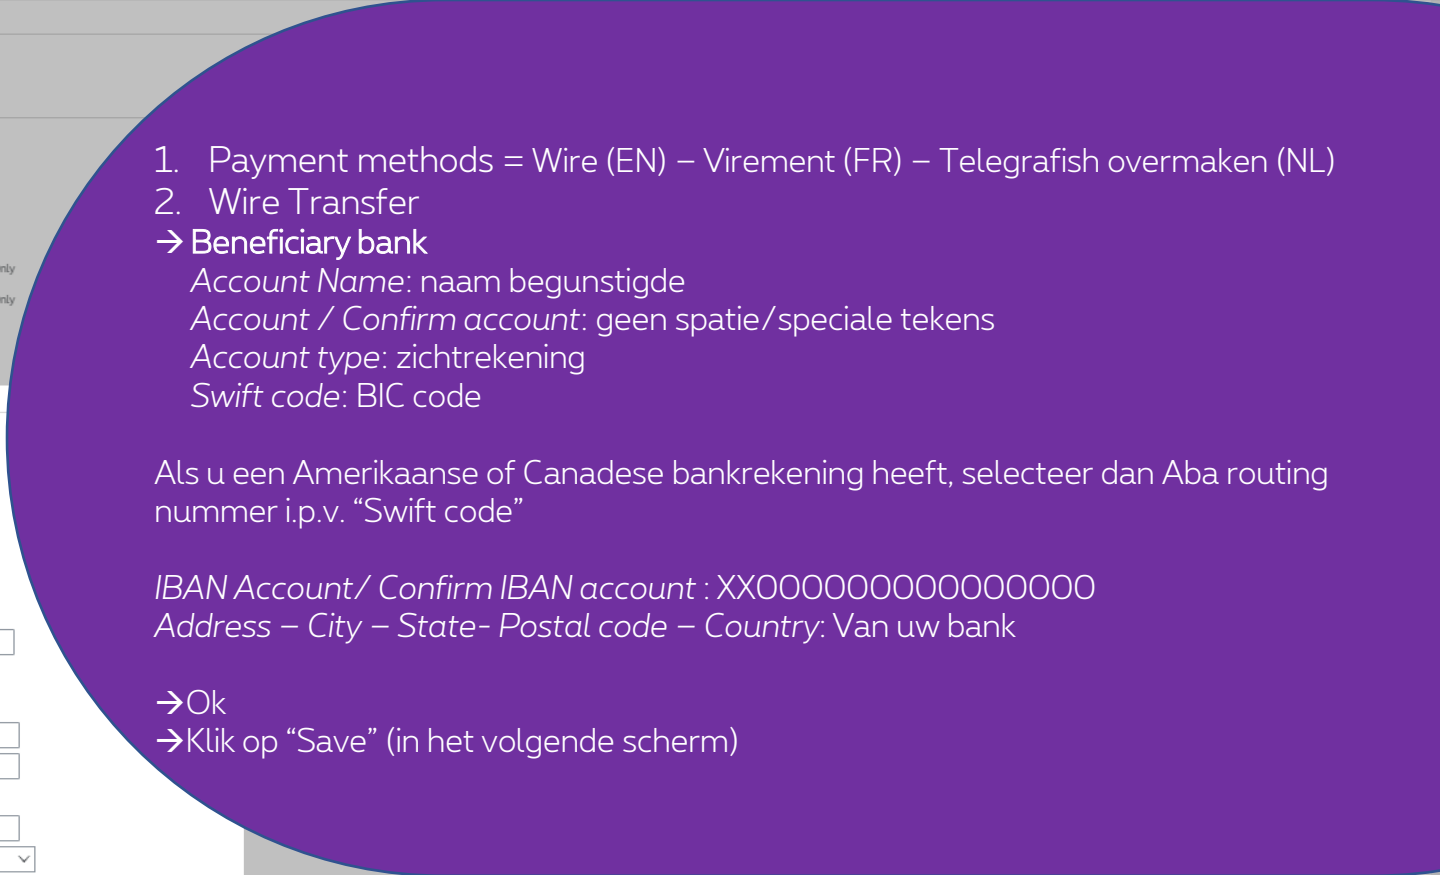 1. Payment methods = Wire (EN) – Virement (FR) – Telegrafish overmaken (NL)
2. Wire Transfer
→ Beneficiary bank
Account Name: naam begunstigde
Account / Confirm account: geen spatie/speciale tekens
Account type: zichtrekening
Swift code: BIC code
Als u een Amerikaanse of Canadese bankrekening heeft, selecteer dan Aba routing
nummer i.p.v. “Swift code”
IBAN Account/ Confirm IBAN account : XX00000000000000
Address – City – State- Postal code – Country: Van uw bank
→Ok
→Klik op “Save” (in het volgende scherm)